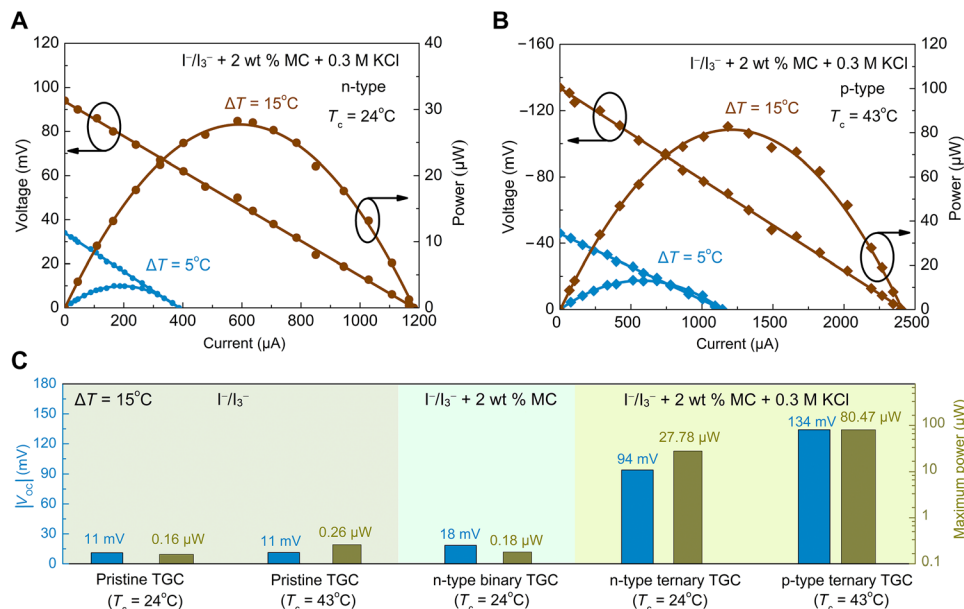 A
I⁻/I₃⁻ + 2 wt % MC + 0.3 M KCl
n-type
T_c = 24°C
ΔT = 15°C
ΔT = 5°C
Voltage (mV)
120
100
80
60
40
20
0
Power (µW)
40
30
20
10
0
0 200 400 600 800 1000 1200
Current (µA)
B
I⁻/I₃⁻ + 2 wt % MC + 0.3 M KCl
p-type
T_c = 43°C
ΔT = 15°C
ΔT = 5°C
Voltage (mV)
−160
−120
−80
−40
0
Power (µW)
120
100
80
60
40
20
0
0 500 1000 1500 2000 2500
Current (µA)
C
ΔT = 15°C I⁻/I₃⁻ I⁻/I₃⁻ + 2 wt % MC I⁻/I₃⁻ + 2 wt % MC + 0.3 M KCl
|V_OC| (mV)
180
150
120
90
60
30
0
Maximum power (µW)
100
10
1
0.1
11 mV 0.16 µW 11 mV 0.26 µW 18 mV 0.18 µW 94 mV 27.78 µW 134 mV 80.47 µW
Pristine TGC Pristine TGC n-type binary TGC n-type ternary TGC p-type ternary TGC
(T_c = 24°C) (T_c = 43°C) (T_c = 24°C) (T_c = 24°C) (T_c = 43°C)